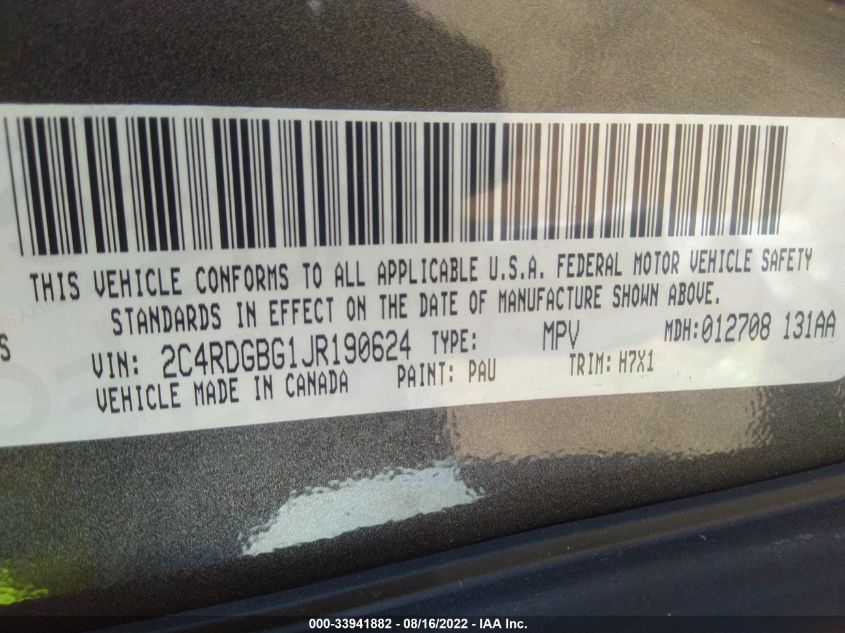 THIS VEHICLE CONFORMS TO ALL APPLICABLE U.S.A. FEDERAL MOTOR VEHICLE SAFETY
STANDARDS IN EFFECT ON THE DATE OF MANUFACTURE SHOWN ABOVE.
S
VIN: 2C4RDGBG1JR190624 TYPE: MPV MDH:012708 131AA
VEHICLE MADE IN CANADA PAINT: PAU TRIM: H7X1
000-33941882 - 08/16/2022 - IAA Inc.